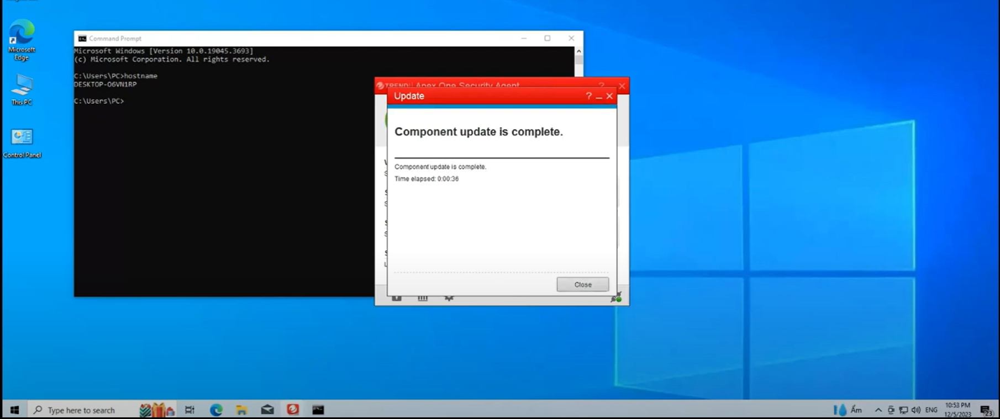 Microsoft
Edge
This PC
Control Panel
Command Prompt
Microsoft Windows [Version 10.0.19045.3693]
(c) Microsoft Corporation. All rights reserved.
C:\Users\PC>hostname
DESKTOP-O6VN1RP
C:\Users\PC>
TREND Apex One Security Agent
Update
Component update is complete.
Component update is complete.
Time elapsed: 0:00:36
Close
Type here to search
Ẩm
ENG
10:53 PM
12/5/2023
23